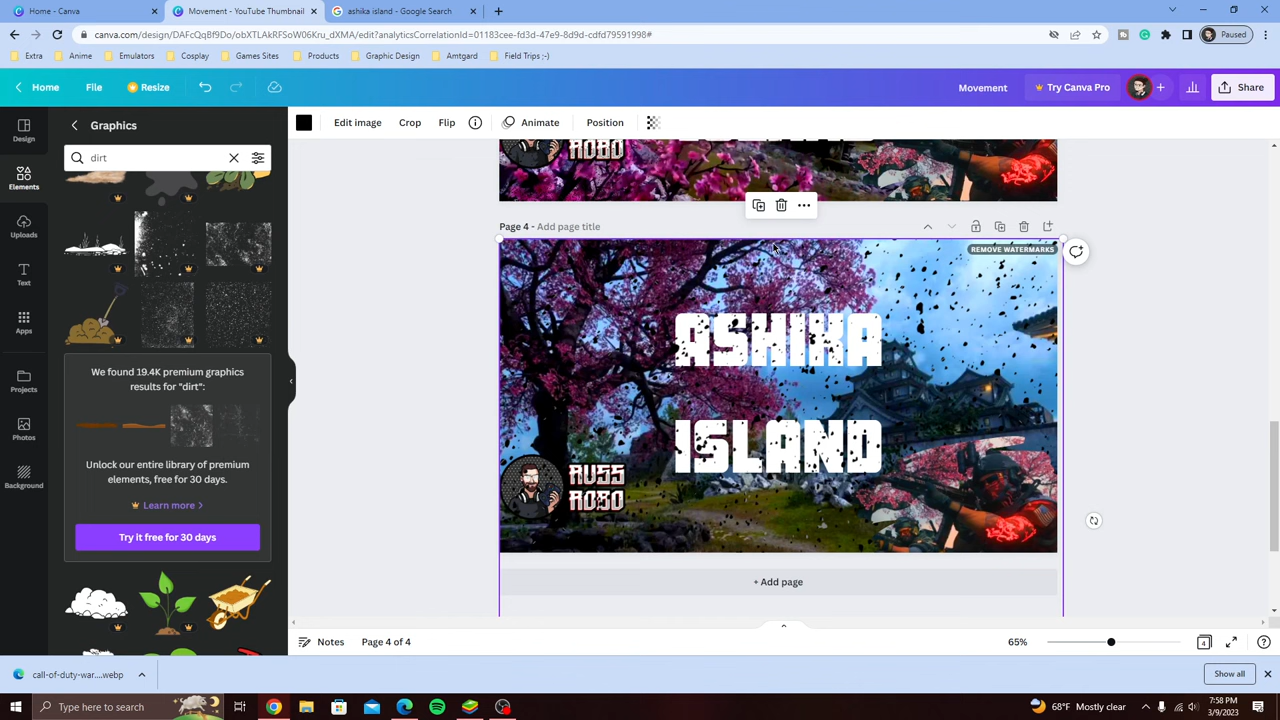 Home - Canva
Movement - YouTube Thumbnail
ashika island - Google Search
canva.com/design/DAFcQqBf9Do/obXTLAkRFSoW06Kru_dXMA/edit?analyticsCorrelationId=01183cee-fd3d-47e9-8d9d-cdfd79591998#
Paused
Extra
Anime
Emulators
Cosplay
Games Sites
Products
Graphic Design
Amtgard
Field Trips ;-)
Home
File
Resize
Movement
Try Canva Pro
Share
Design
Elements
Uploads
Text
Apps
Projects
Photos
Background
Graphics
dirt
We found 19.4K premium graphics
results for "dirt":
Unlock our entire library of premium
elements, free for 30 days.
Learn more
Try it free for 30 days
Edit image
Crop
Flip
Animate
Position
ROBO
Page 4 - Add page title
REMOVE WATERMARKS
ASHIKA
ISLAND
RUSS
ROBO
+ Add page
Notes
Page 4 of 4
65%
4
call-of-duty-war....webp
Show all
Type here to search
68°F Mostly clear
7:58 PM
3/9/2023